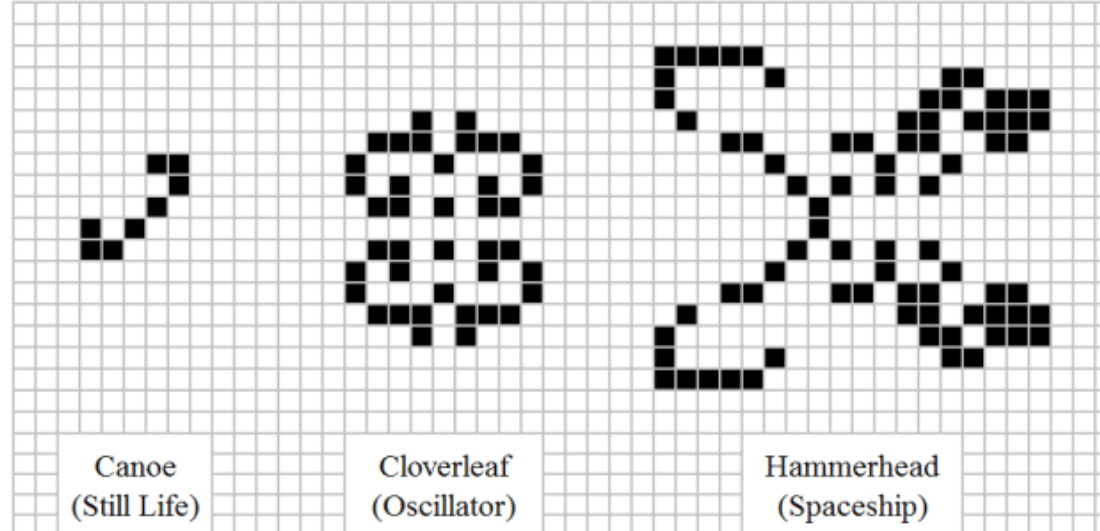 Canoe
(Still Life)
Cloverleaf
(Oscillator)
Hammerhead
(Spaceship)